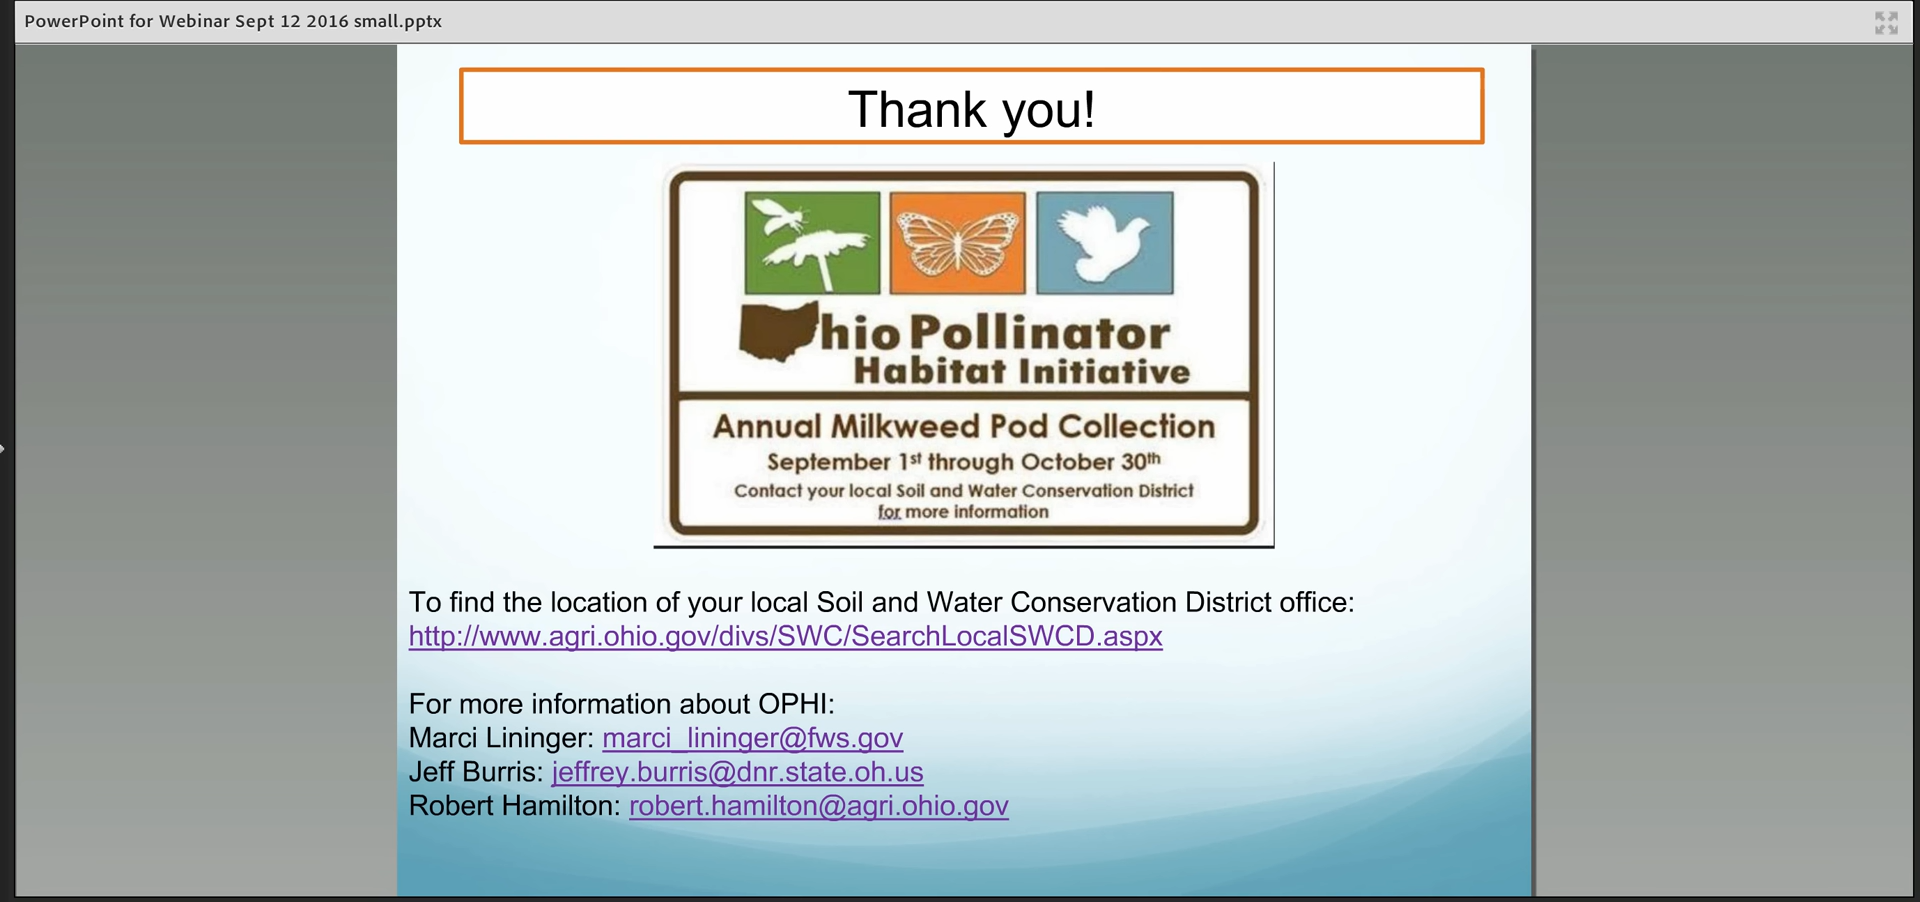 PowerPoint for Webinar Sept 12 2016 small.pptx
Thank you!
hio Pollinator
Habitat Initiative
Annual Milkweed Pod Collection
September 1st through October 30th
Contact your local Soil and Water Conservation District
for more information
To find the location of your local Soil and Water Conservation District office:
http://www.agri.ohio.gov/divs/SWC/SearchLocalSWCD.aspx
For more information about OPHI:
Marci Lininger: marci_lininger@fws.gov
Jeff Burris: jeffrey.burris@dnr.state.oh.us
Robert Hamilton: robert.hamilton@agri.ohio.gov